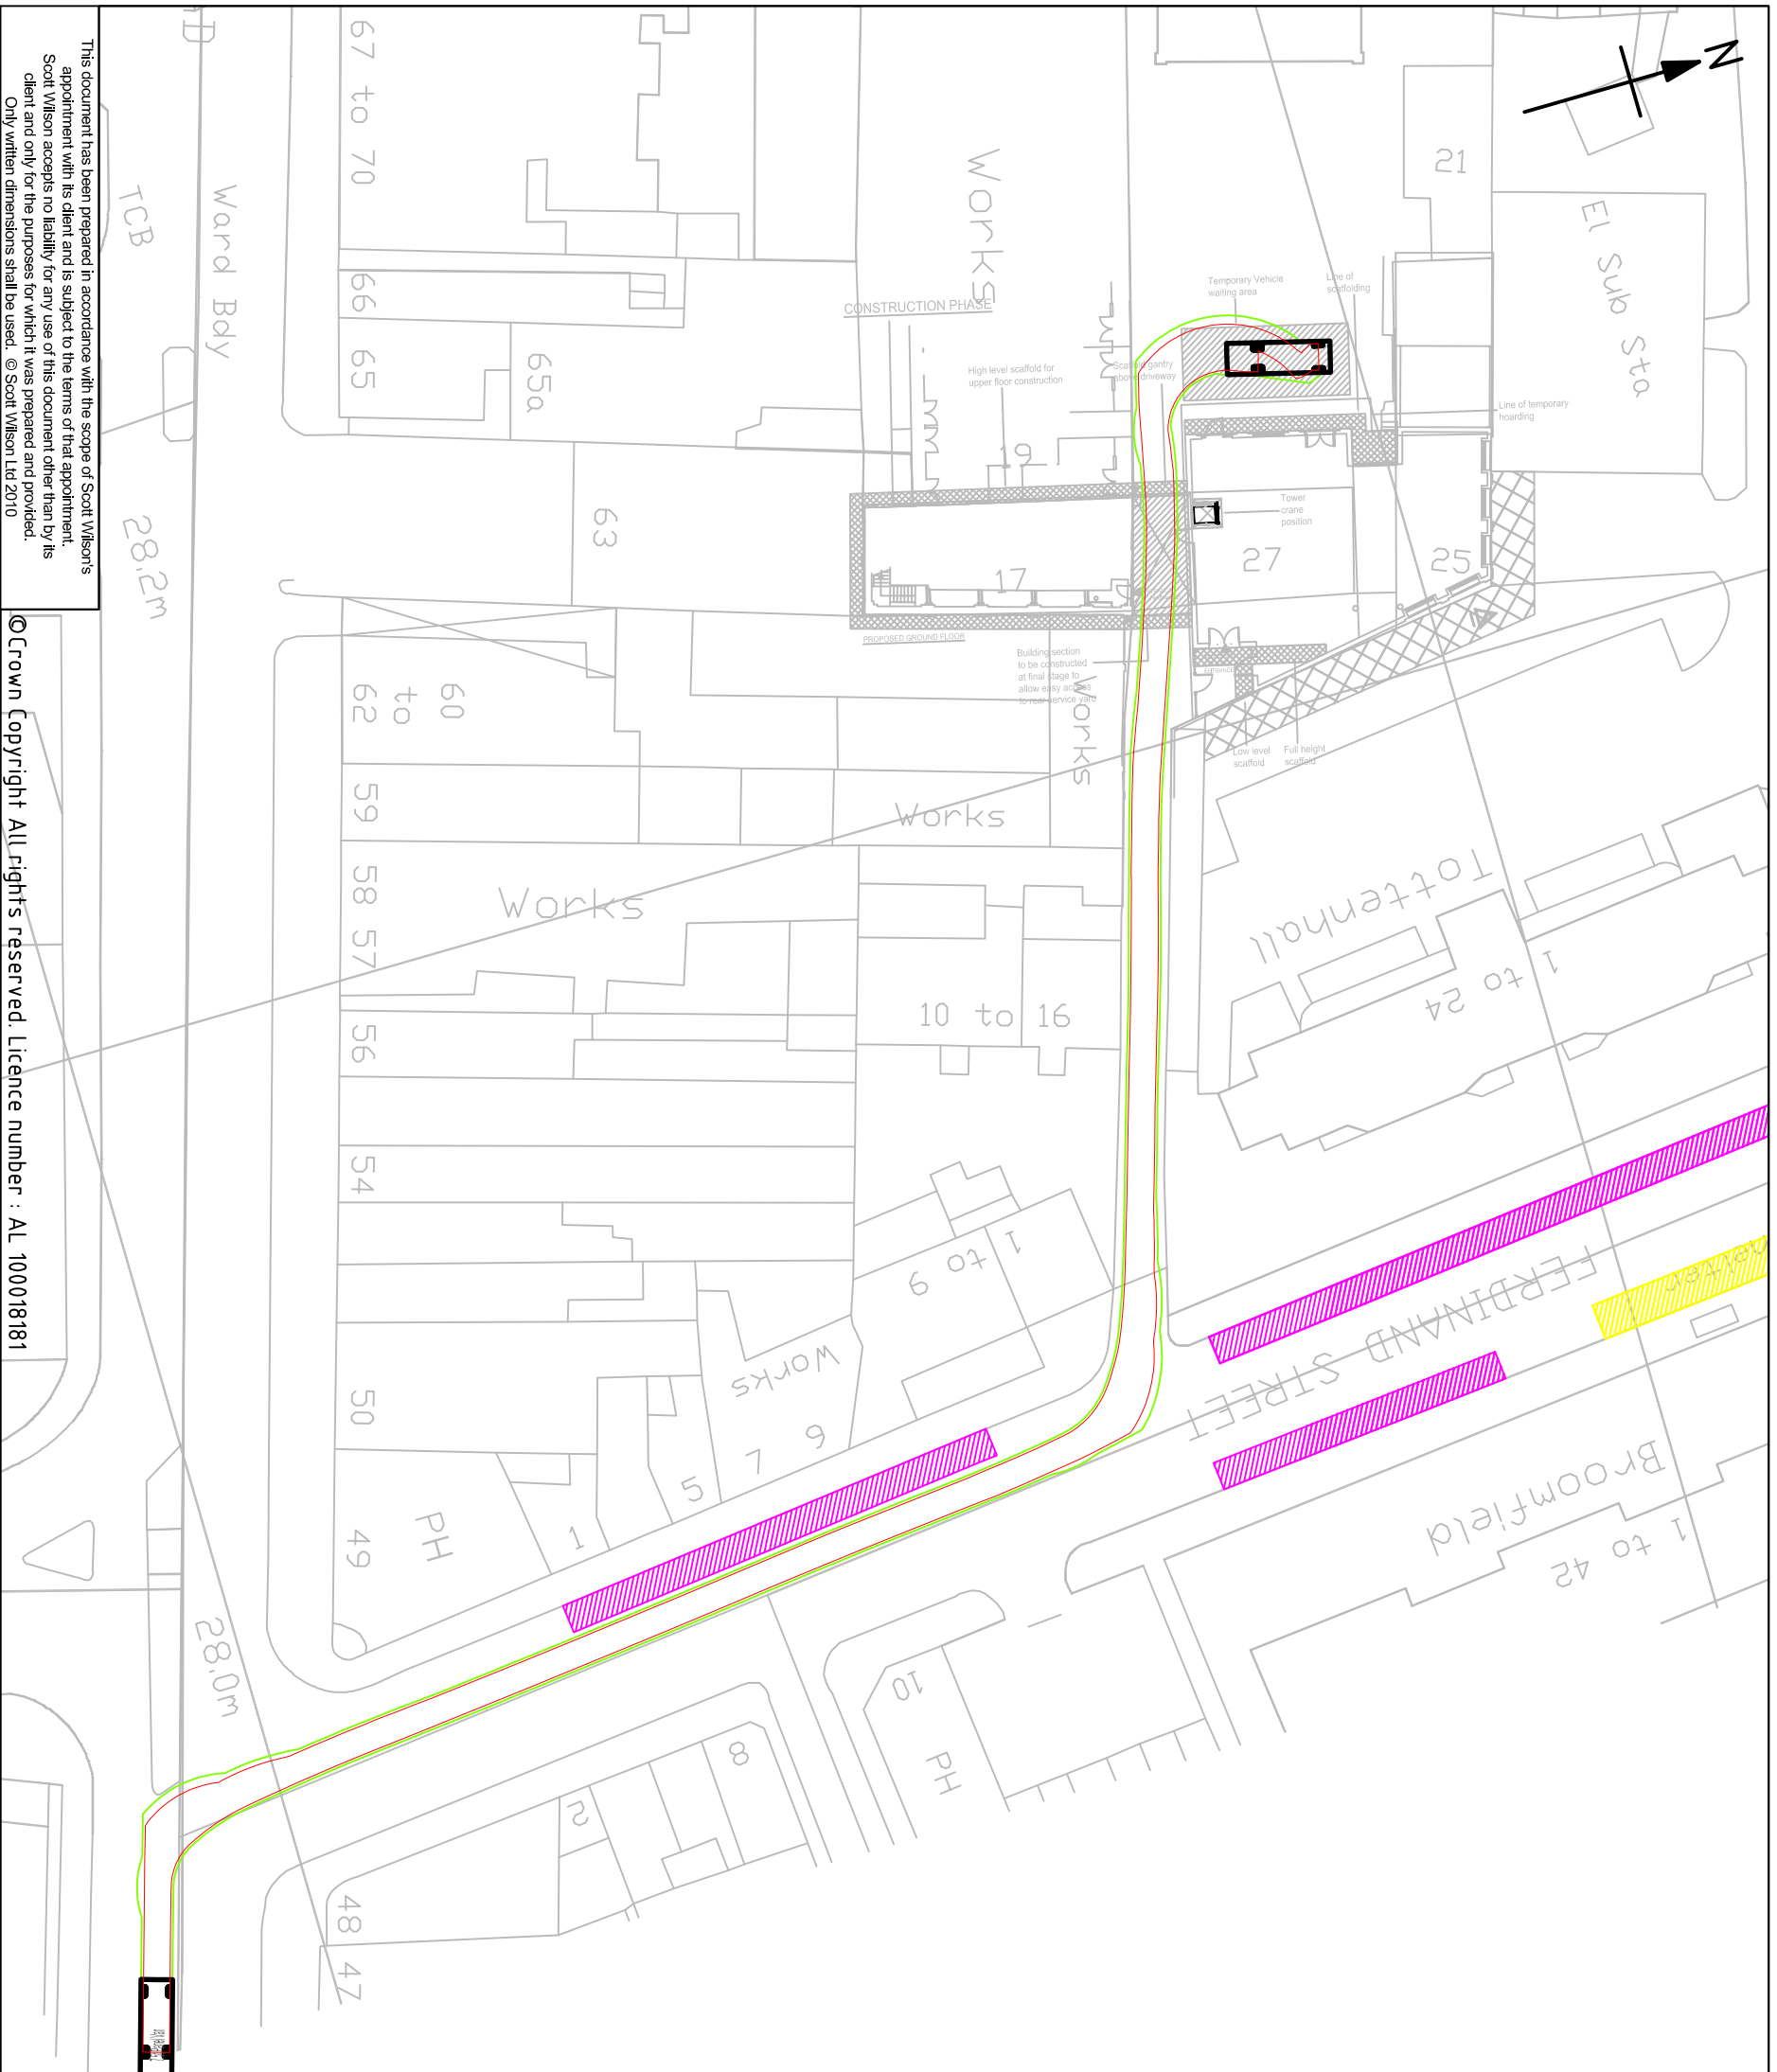 N
21
El Sub Sta
Works
Temporary Vehicle
waiting area
Line of
scaffolding
CONSTRUCTION PHASE
High level scaffold for
upper floor construction
Scaffold gantry
above driveway
Line of temporary
hoarding
19
Tower
crane
position
17
27
25
PROPOSED GROUND FLOOR
Building section
to be constructed
at final stage to
allow easy access
to rear service yard
ENTRANCE
Low level
scaffold
Full height
scaffold
67 to 70
66
65
65a
63
60
to
62
59
58
57
56
54
50
49
PH
Works
Works
Works
10 to 16
1 to 9
Works
1
5
7
9
Tottenhall
1 to 24
FERDINAND STREET
Broomfield
1 to 42
10
PH
8
2
48
47
TCB
Ward Bdy
28.2m
28.0m
This document has been prepared in accordance with the scope of Scott Wilson's
appointment with its client and is subject to the terms of that appointment.
Scott Wilson accepts no liability for any use of this document other than by its
client and only for the purposes for which it was prepared and provided.
Only written dimensions shall be used. © Scott Wilson Ltd 2010
©Crown Copyright All rights reserved. Licence number : AL 100018181